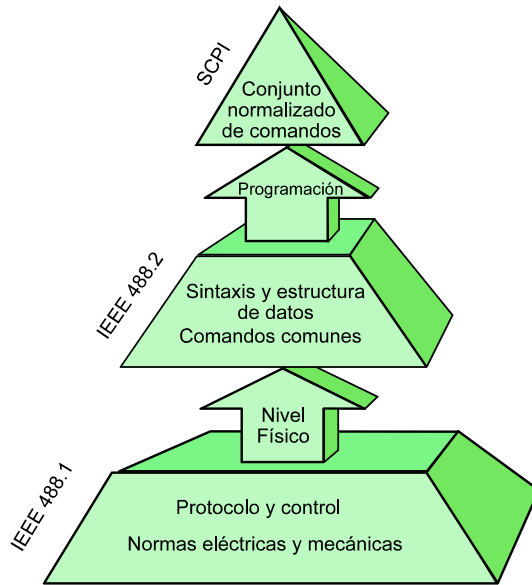 SCPI
Conjunto
normalizado
de comandos
Programación
IEEE 488.2
Sintaxis y estructura
de datos
Comandos comunes
Nivel
Físico
IEEE 488.1
Protocolo y control
Normas eléctricas y mecánicas